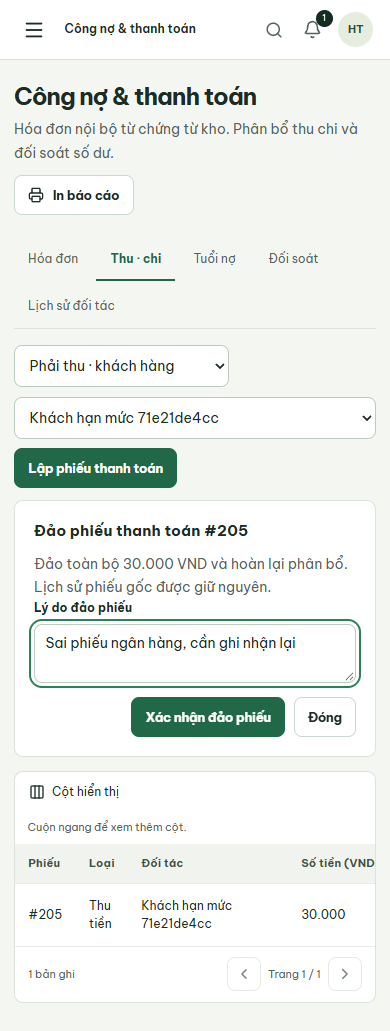 Công nợ & thanh toán
1
HT
Công nợ & thanh toán
Hóa đơn nội bộ từ chứng từ kho. Phân bổ thu chi và
đối soát số dư.
In báo cáo
Hóa đơn
Thu · chi
Tuổi nợ
Đối soát
Lịch sử đối tác
Phải thu · khách hàng
Khách hạn mức 71e21de4cc
Lập phiếu thanh toán
Đảo phiếu thanh toán #205
Đảo toàn bộ 30.000 VND và hoàn lại phân bổ.
Lịch sử phiếu gốc được giữ nguyên.
Lý do đảo phiếu
Sai phiếu ngân hàng, cần ghi nhận lại
Xác nhận đảo phiếu
Đóng
Cột hiển thị
Cuộn ngang để xem thêm cột.
Phiếu Loại Đối tác Số tiền (VND
#205 Thu tiền Khách hạn mức 71e21de4cc 30.000
1 bản ghi
Trang 1 / 1